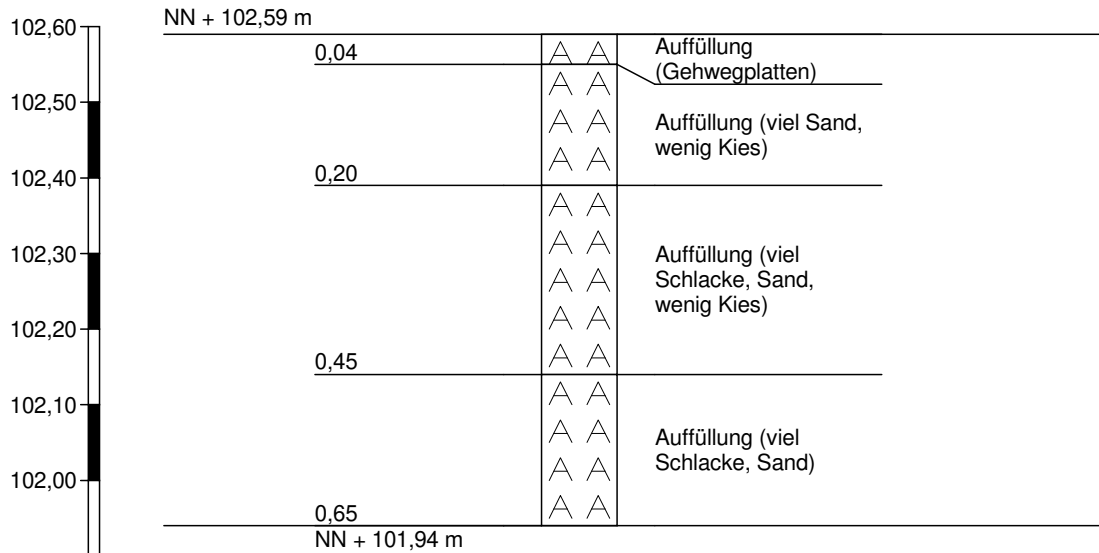 NN + 102,59 m
102,60
0,04
Auffüllung
(Gehwegplatten)
102,50
Auffüllung (viel Sand,
wenig Kies)
102,40
0,20
102,30
Auffüllung (viel
Schlacke, Sand,
wenig Kies)
102,20
0,45
102,10
Auffüllung (viel
Schlacke, Sand)
102,00
0,65
NN + 101,94 m
A A
A A
A A
A A
A A
A A
A A
A A
A A
A A
A A
A A
A A